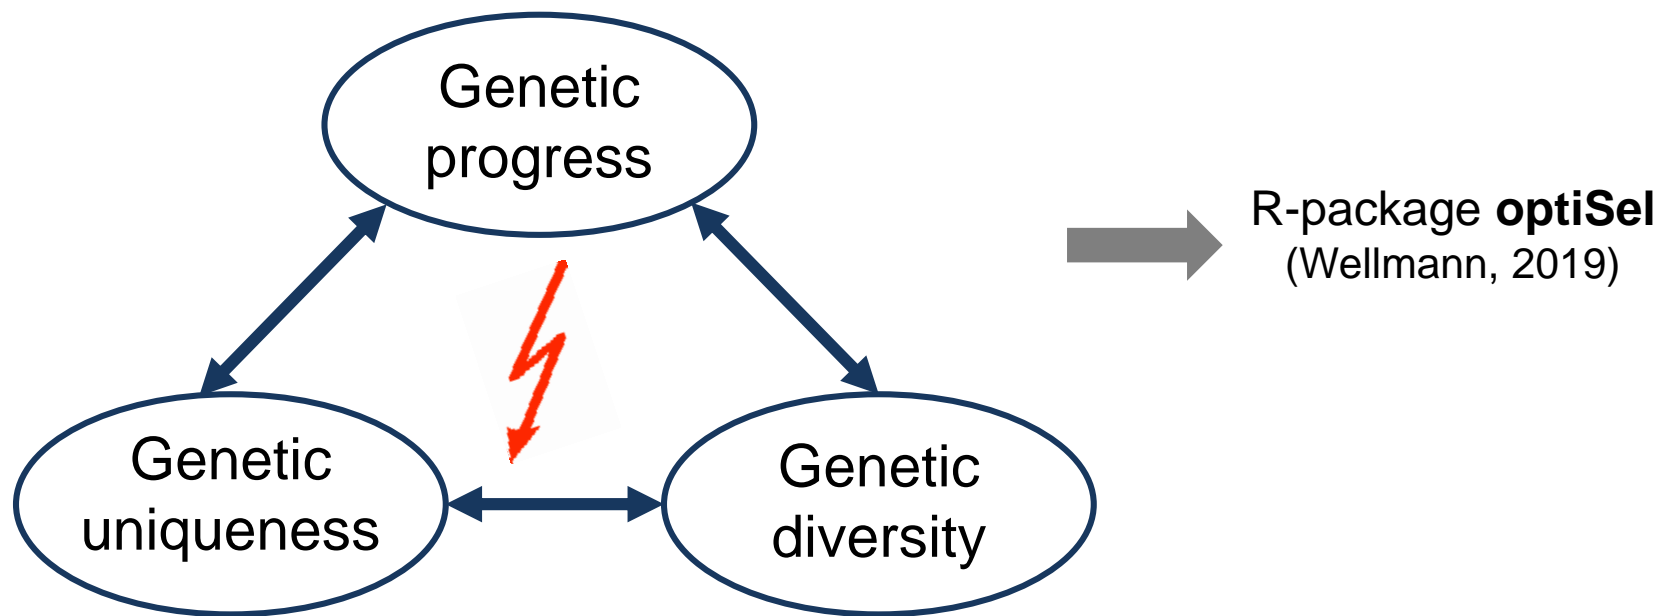 Genetic
progress
R-package optiSel
(Wellmann, 2019)
Genetic
uniqueness
Genetic
diversity